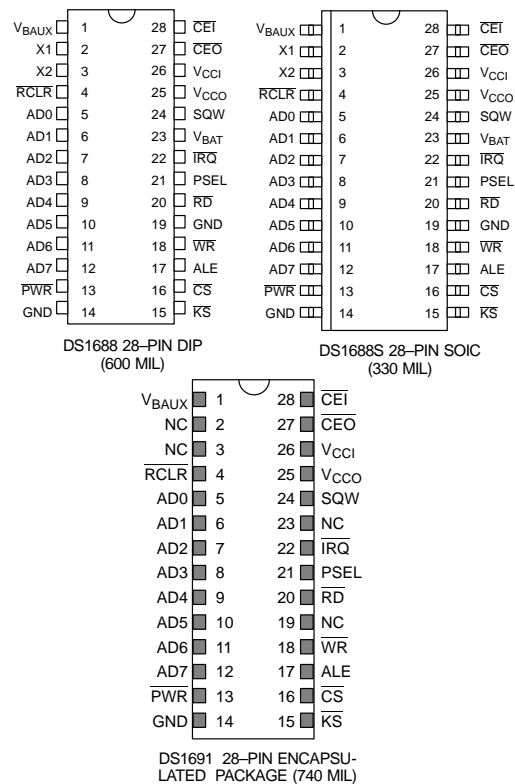 VBAUX 1 28 CEI
X1 2 27 CEO
X2 3 26 VCCI
RCLR 4 25 VCCO
AD0 5 24 SQW
AD1 6 23 VBAT
AD2 7 22 IRQ
AD3 8 21 PSEL
AD4 9 20 RD
AD5 10 19 GND
AD6 11 18 WR
AD7 12 17 ALE
PWR 13 16 CS
GND 14 15 KS
DS1688 28–PIN DIP
(600 MIL)
VBAUX 1 28 CEI
X1 2 27 CEO
X2 3 26 VCCI
RCLR 4 25 VCCO
AD0 5 24 SQW
AD1 6 23 VBAT
AD2 7 22 IRQ
AD3 8 21 PSEL
AD4 9 20 RD
AD5 10 19 GND
AD6 11 18 WR
AD7 12 17 ALE
PWR 13 16 CS
GND 14 15 KS
DS1688S 28–PIN SOIC
(330 MIL)
VBAUX 1 28 CEI
NC 2 27 CEO
NC 3 26 VCCI
RCLR 4 25 VCCO
AD0 5 24 SQW
AD1 6 23 NC
AD2 7 22 IRQ
AD3 8 21 PSEL
AD4 9 20 RD
AD5 10 19 NC
AD6 11 18 WR
AD7 12 17 ALE
PWR 13 16 CS
GND 14 15 KS
DS1691 28–PIN ENCAPSU-
LATED PACKAGE (740 MIL)